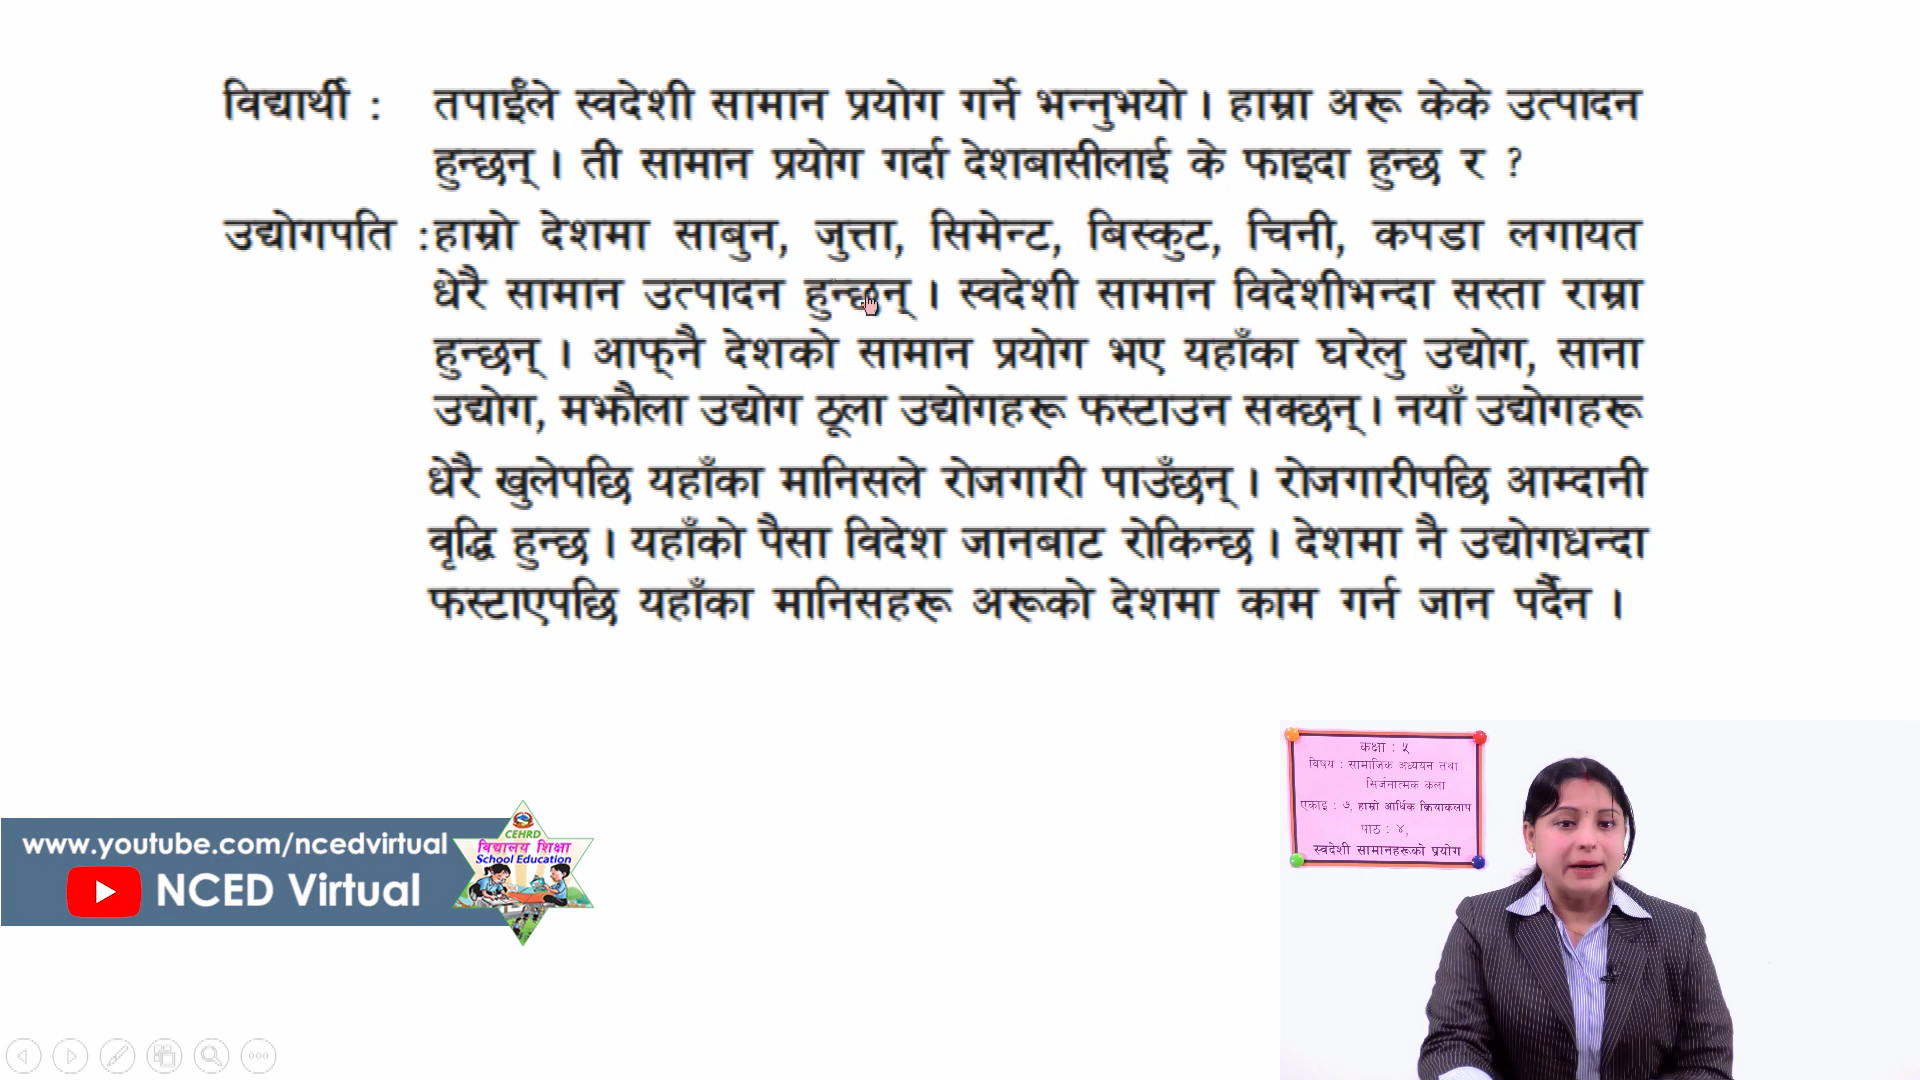 विद्यार्थी : तपाईंले स्वदेशी सामान प्रयोग गर्ने भन्नुभयो । हाम्रा अरू केके उत्पादन
हुन्छन् । ती सामान प्रयोग गर्दा देशबासीलाई के फाइदा हुन्छ र ?
उद्योगपति :हाम्रो देशमा साबुन, जुत्ता, सिमेन्ट, बिस्कुट, चिनी, कपडा लगायत
धेरै सामान उत्पादन हुन्छन् । स्वदेशी सामान विदेशीभन्दा सस्ता राम्रा
हुन्छन् । आफ्नै देशको सामान प्रयोग भए यहाँका घरेलु उद्योग, साना
उद्योग, मझौला उद्योग ठूला उद्योगहरू फस्टाउन सक्छन् । नयाँ उद्योगहरू
धेरै खुलेपछि यहाँका मानिसले रोजगारी पाउँछन् । रोजगारीपछि आम्दानी
वृद्धि हुन्छ । यहाँको पैसा विदेश जानबाट रोकिन्छ । देशमा नै उद्योगधन्दा
फस्टाएपछि यहाँका मानिसहरू अरूको देशमा काम गर्न जान पर्दैन ।
कक्षा : ५
विषय : सामाजिक अध्ययन तथा
सिर्जनात्मक कला
एकाइ : ७, हाम्रो आर्थिक क्रियाकलाप
पाठ : ४,
स्वदेशी सामानहरूको प्रयोग
www.youtube.com/ncedvirtual
NCED Virtual
CEHRD
विद्यालय शिक्षा
School Education